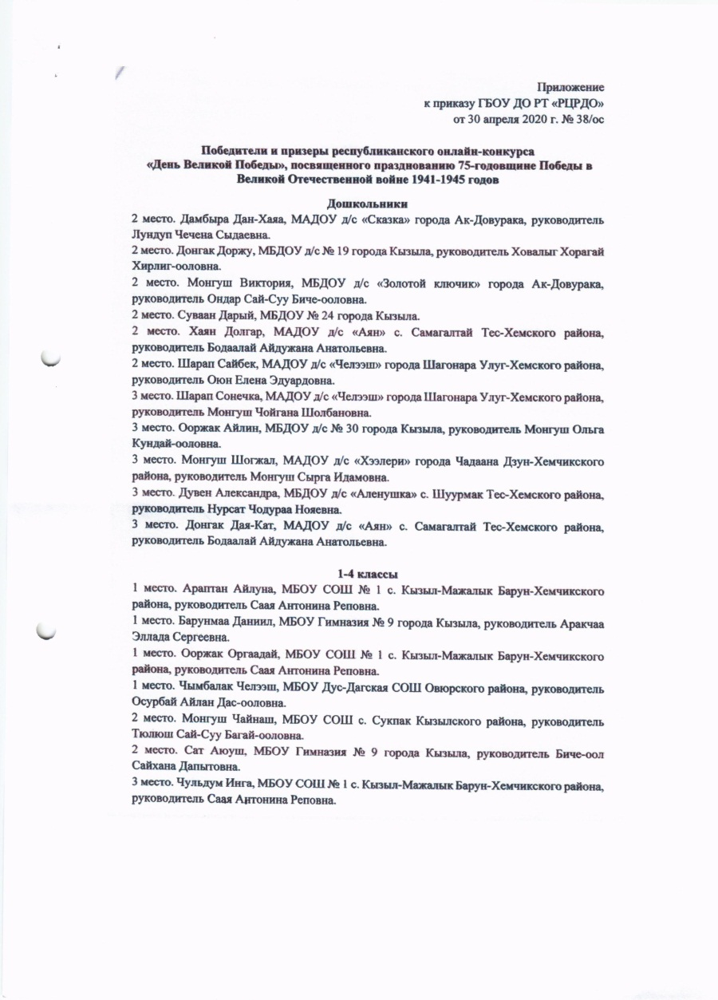 Приложение
к приказу ГБОУ ДО РТ «РЦРДО»
от 30 апреля 2020 г. № 38/ос
Победители и призеры республиканского онлайн-конкурса
«День Великой Победы», посвященного празднованию 75-годовщине Победы в
Великой Отечественной войне 1941-1945 годов
Дошкольники
2 место. Дамбыра Дан-Хаяа, МАДОУ д/с «Сказка» города Ак-Довурака, руководитель
Лундуп Чечена Сыдаевна.
2 место. Донгак Доржу, МБДОУ д/с № 19 города Кызыла, руководитель Ховалыг Хорагай
Хирлиг-ооловна.
2 место. Монгуш Виктория, МБДОУ д/с «Золотой ключик» города Ак-Довурака,
руководитель Ондар Сай-Суу Биче-ооловна.
2 место. Суваан Дарый, МБДОУ № 24 города Кызыла.
2 место. Хаян Долгар, МАДОУ д/с «Аян» с. Самагалтай Тес-Хемского района,
руководитель Бодаалай Айдужана Анатольевна.
2 место. Шарап Сайбек, МАДОУ д/с «Челээш» города Шагонара Улуг-Хемского района,
руководитель Оюн Елена Эдуардовна.
3 место. Шарап Сонечка, МАДОУ д/с «Челээш» города Шагонара Улуг-Хемского района,
руководитель Монгуш Чойгана Шолбановна.
3 место. Ооржак Айлин, МБДОУ д/с № 30 города Кызыла, руководитель Монгуш Ольга
Кундай-ооловна.
3 место. Монгуш Шогжал, МАДОУ д/с «Хээлери» города Чадаана Дзун-Хемчикского
района, руководитель Монгуш Сырга Идамовна.
3 место. Дувен Александра, МБДОУ д/с «Аленушка» с. Шуурмак Тес-Хемского района,
руководитель Нурсат Чодураа Нояевна.
3 место. Донгак Дая-Кат, МАДОУ д/с «Аян» с. Самагалтай Тес-Хемского района,
руководитель Бодаалай Айдужана Анатольевна.
1-4 классы
1 место. Араптан Айлуна, МБОУ СОШ № 1 с. Кызыл-Мажалык Барун-Хемчикского
района, руководитель Саая Антонина Реповна.
1 место. Барунмаа Даниил, МБОУ Гимназия № 9 города Кызыла, руководитель Аракчаа
Эллада Сергеевна.
1 место. Ооржак Оргаадай, МБОУ СОШ № 1 с. Кызыл-Мажалык Барун-Хемчикского
района, руководитель Саая Антонина Реповна.
1 место. Чымбалак Челээш, МБОУ Дус-Дагская СОШ Овюрского района, руководитель
Осурбай Айлан Дас-ооловна.
2 место. Монгуш Чайнаш, МБОУ СОШ с. Сукпак Кызылского района, руководитель
Тюлюш Сай-Суу Багай-ооловна.
2 место. Сат Аюуш, МБОУ Гимназия № 9 города Кызыла, руководитель Биче-оол
Сайхана Дапытовна.
3 место. Чульдум Инга, МБОУ СОШ № 1 с. Кызыл-Мажалык Барун-Хемчикского района,
руководитель Саая Антонина Реповна.